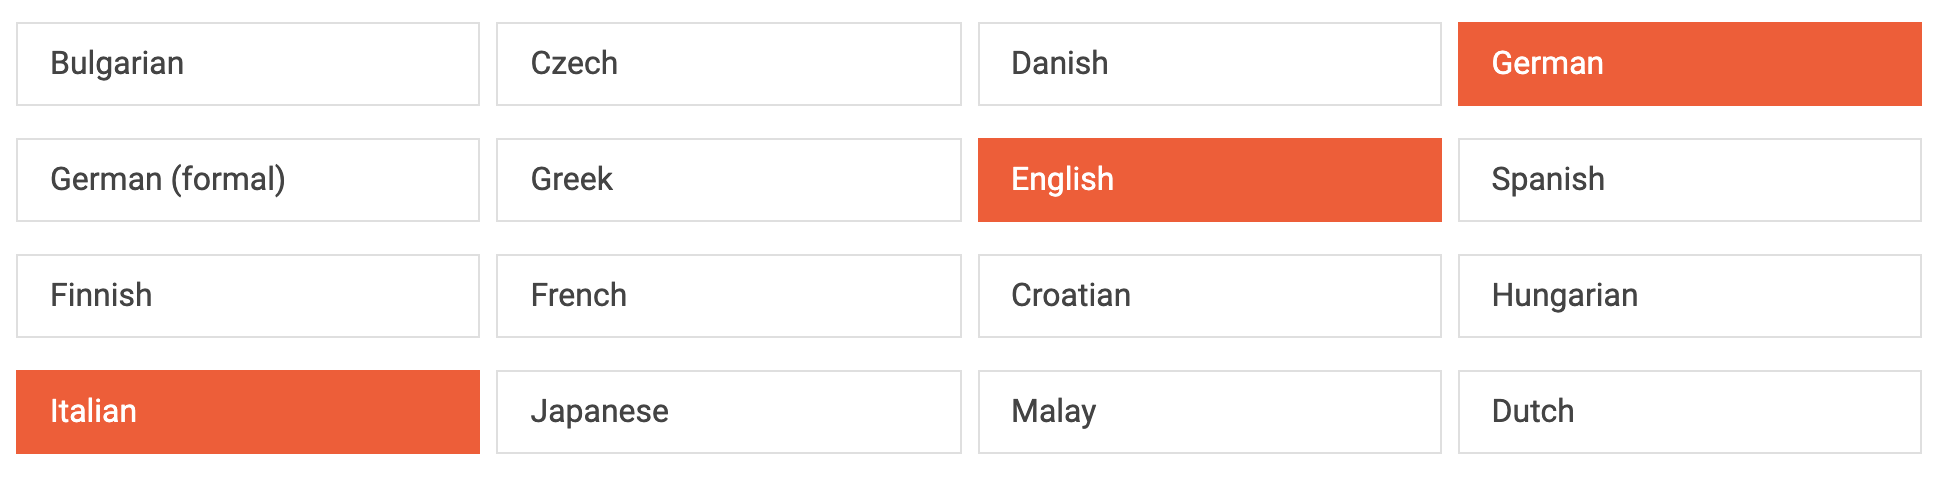 Bulgarian
Czech
Danish
German
German (formal)
Greek
English
Spanish
Finnish
French
Croatian
Hungarian
Italian
Japanese
Malay
Dutch